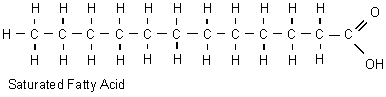 H H H H H H H H H H H
O
H – C – C – C – C – C – C – C – C – C – C – C – C
H H H H H H H H H H H
OH
Saturated Fatty Acid